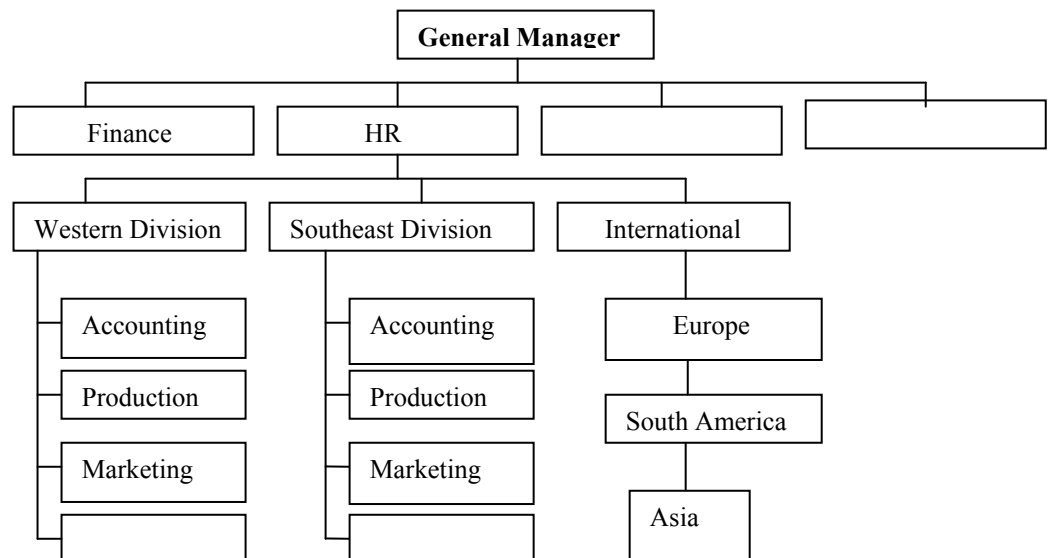 General Manager
Finance
HR
Western Division
Southeast Division
International
Accounting
Accounting
Europe
Production
Production
South America
Marketing
Marketing
Asia